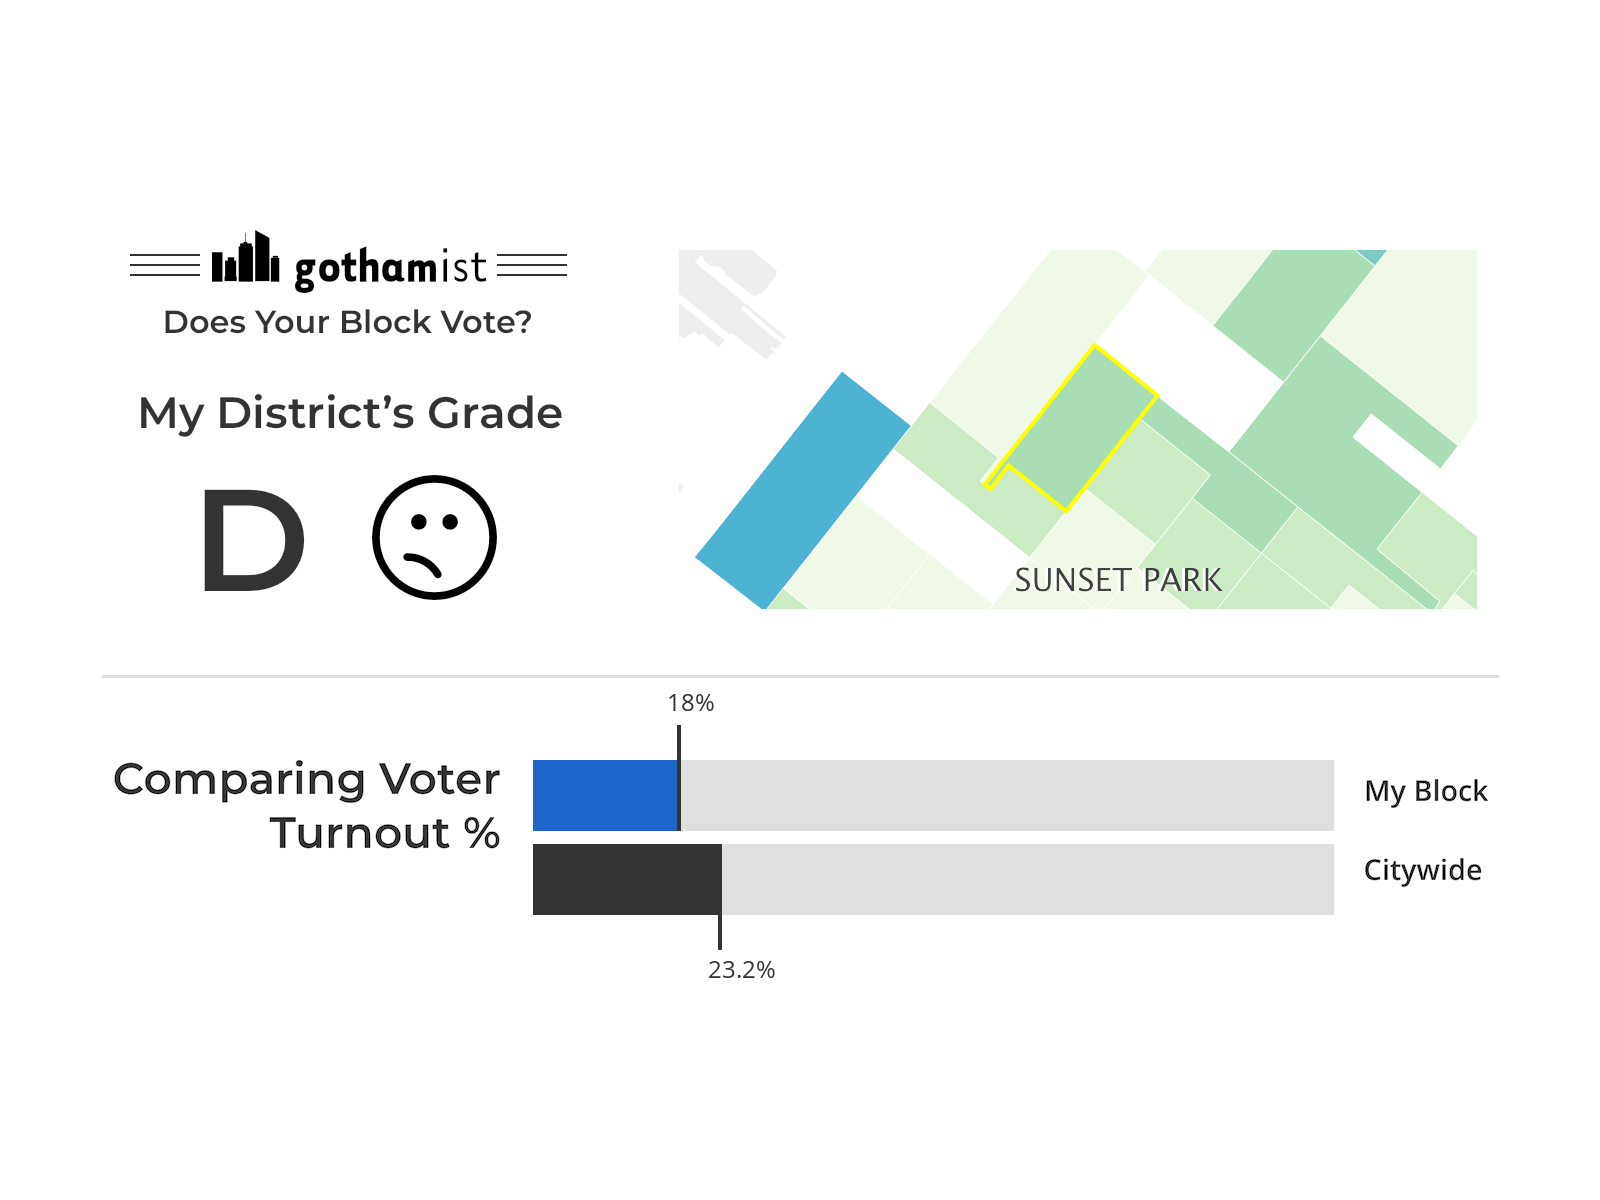 gothamist
Does Your Block Vote?
My District’s Grade
D
SUNSET PARK
18%
Comparing Voter
Turnout %
My Block
Citywide
23.2%